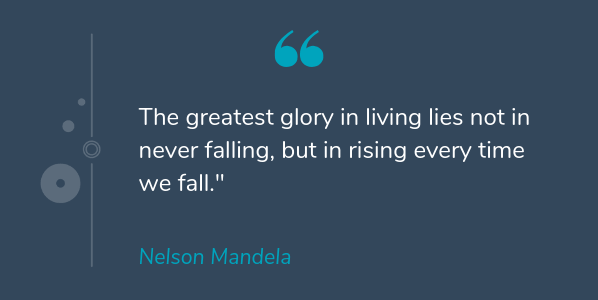 “
The greatest glory in living lies not in
never falling, but in rising every time
we fall."
Nelson Mandela